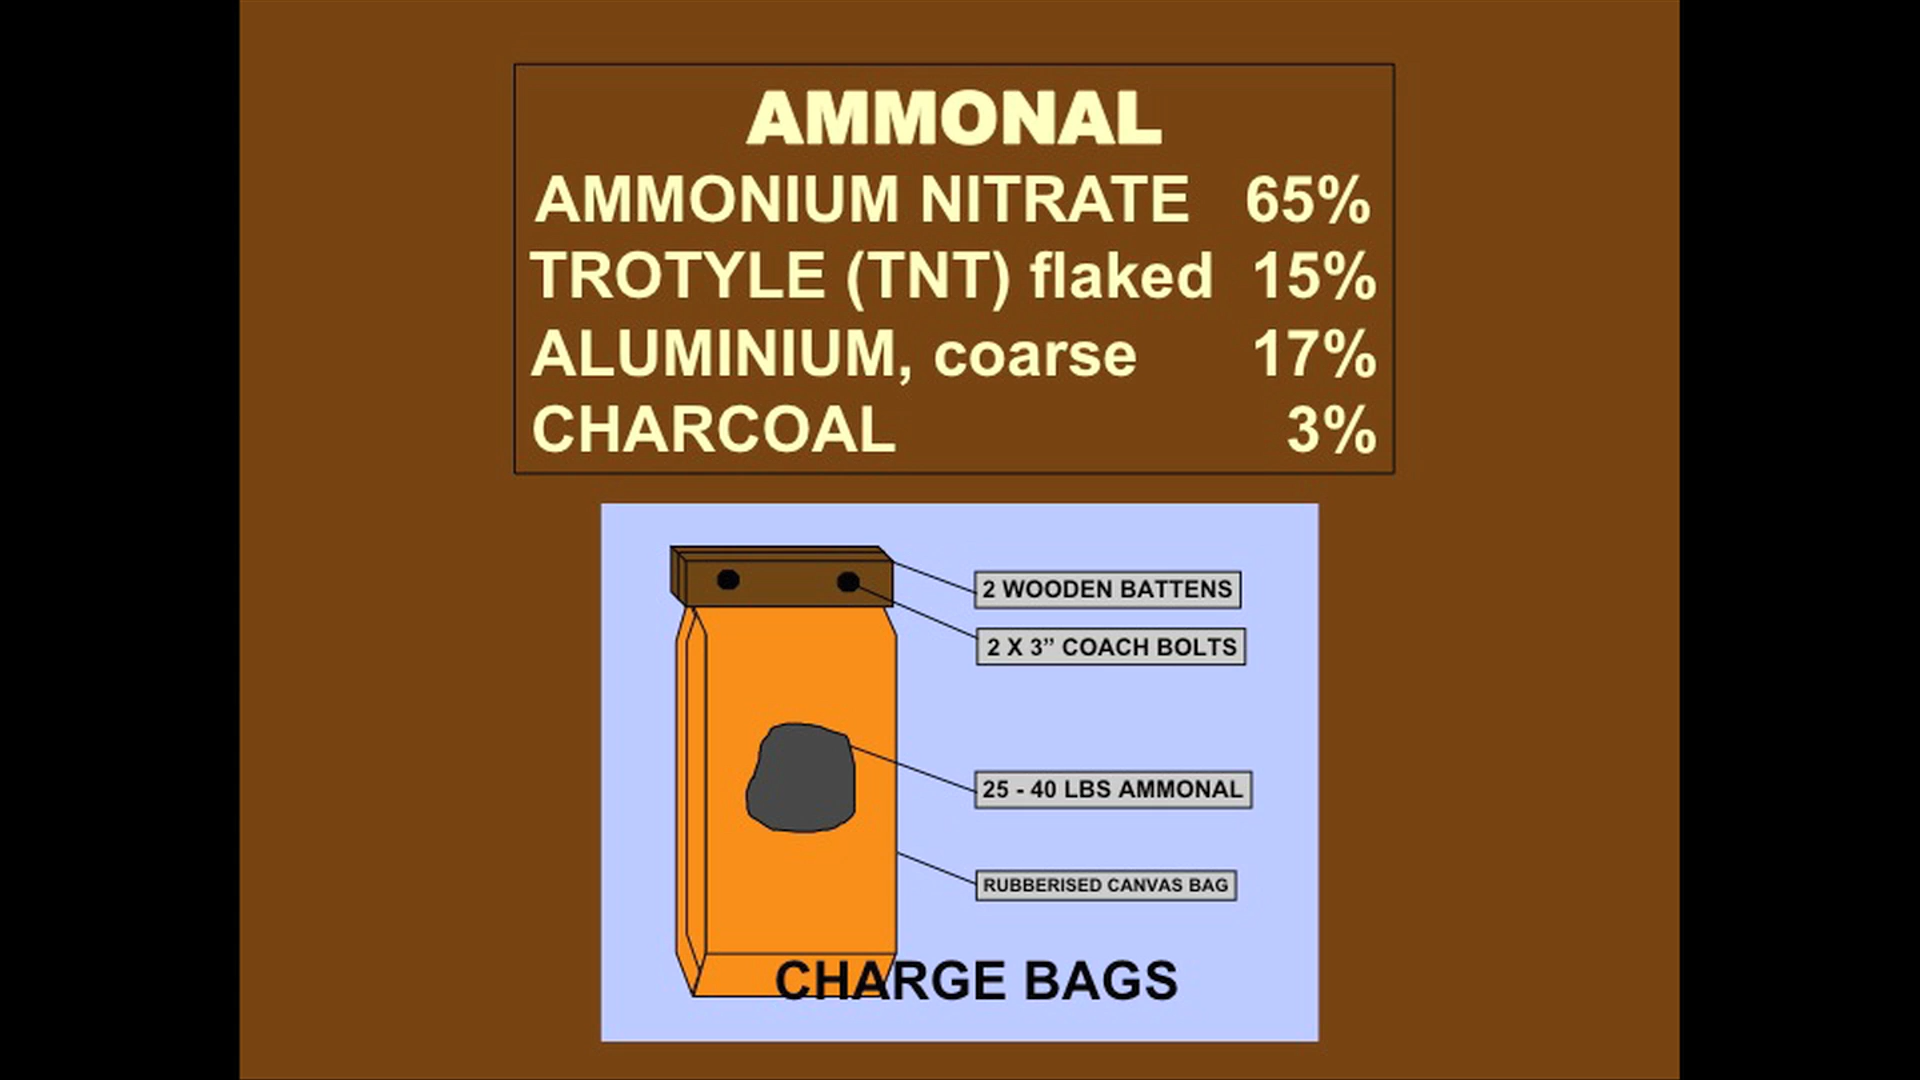 AMMONAL
AMMONIUM NITRATE 65%
TROTYLE (TNT) flaked 15%
ALUMINIUM, coarse 17%
CHARCOAL 3%
2 WOODEN BATTENS
2 X 3” COACH BOLTS
25 - 40 LBS AMMONAL
RUBBERISED CANVAS BAG
CHARGE BAGS